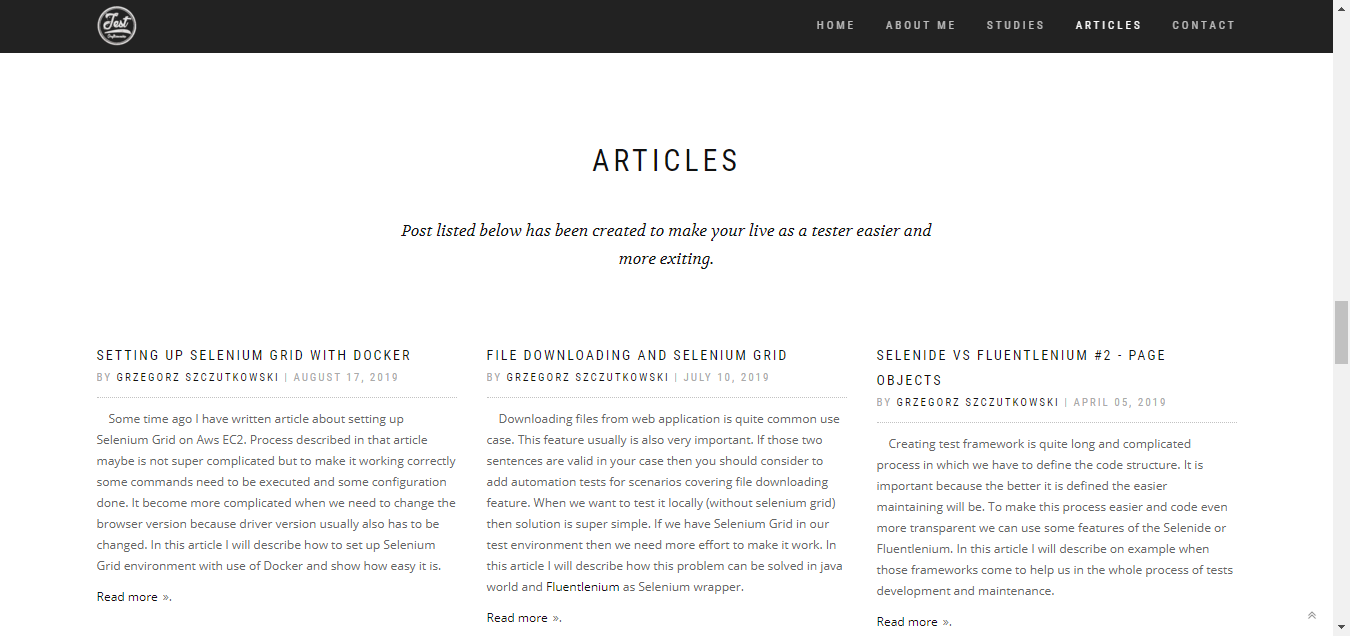 Test
HOME ABOUT ME STUDIES ARTICLES CONTACT
ARTICLES
Post listed below has been created to make your live as a tester easier and
more exiting.
SETTING UP SELENIUM GRID WITH DOCKER
BY GRZEGORZ SZCZUTKOWSKI | AUGUST 17, 2019
Some time ago I have written article about setting up
Selenium Grid on Aws EC2. Process described in that article
maybe is not super complicated but to make it working correctly
some commands need to be executed and some configuration
done. It become more complicated when we need to change the
browser version because driver version usually also has to be
changed. In this article I will describe how to set up Selenium
Grid environment with use of Docker and show how easy it is.
Read more ».
FILE DOWNLOADING AND SELENIUM GRID
BY GRZEGORZ SZCZUTKOWSKI | JULY 10, 2019
Downloading files from web application is quite common use
case. This feature usually is also very important. If those two
sentences are valid in your case then you should consider to
add automation tests for scenarios covering file downloading
feature. When we want to test it locally (without selenium grid)
then solution is super simple. If we have Selenium Grid in our
test environment then we need more effort to make it work. In
this article I will describe how this problem can be solved in java
world and Fluentlenium as Selenium wrapper.
Read more ».
SELENIDE VS FLUENTLENIUM #2 - PAGE
OBJECTS
BY GRZEGORZ SZCZUTKOWSKI | APRIL 05, 2019
Creating test framework is quite long and complicated
process in which we have to define the code structure. It is
important because the better it is defined the easier
maintaining will be. To make this process easier and code even
more transparent we can use some features of the Selenide or
Fluentlenium. In this article I will describe on example when
those frameworks come to help us in the whole process of tests
development and maintenance.
Read more ».